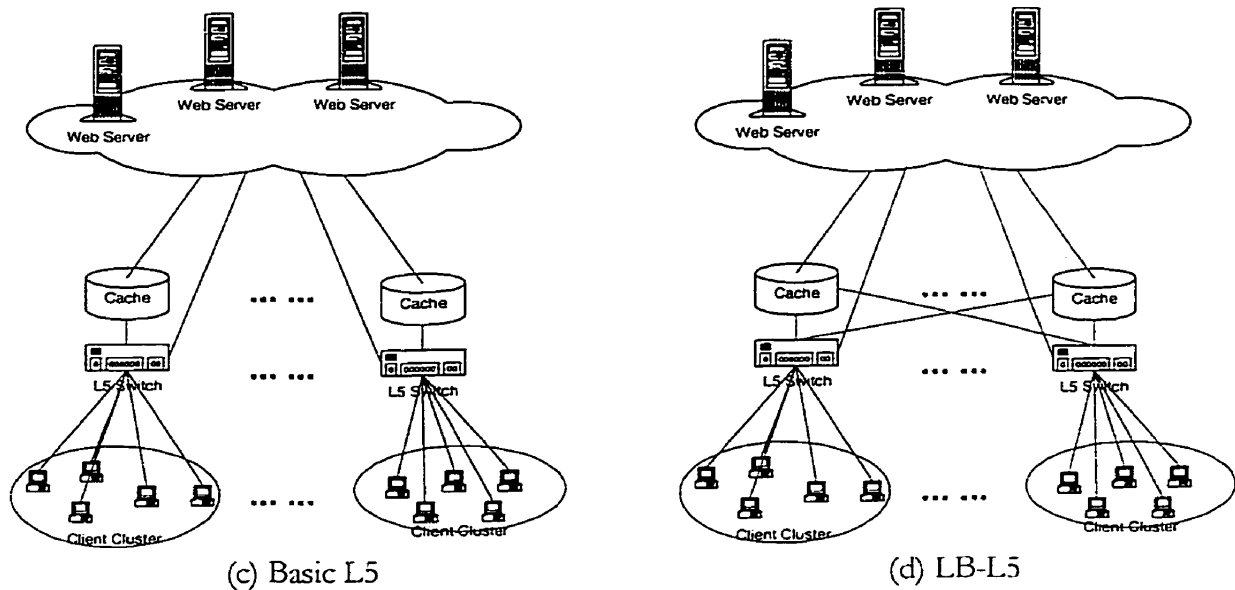 Web Server
Web Server
Web Server
Cache
Cache
L5 Switch
L5 Switch
Client Cluster
Client Cluster
(c) Basic L5
Web Server
Web Server
Web Server
Cache
Cache
L5 Switch
L5 Switch
Client Cluster
Client Cluster
(d) LB-L5